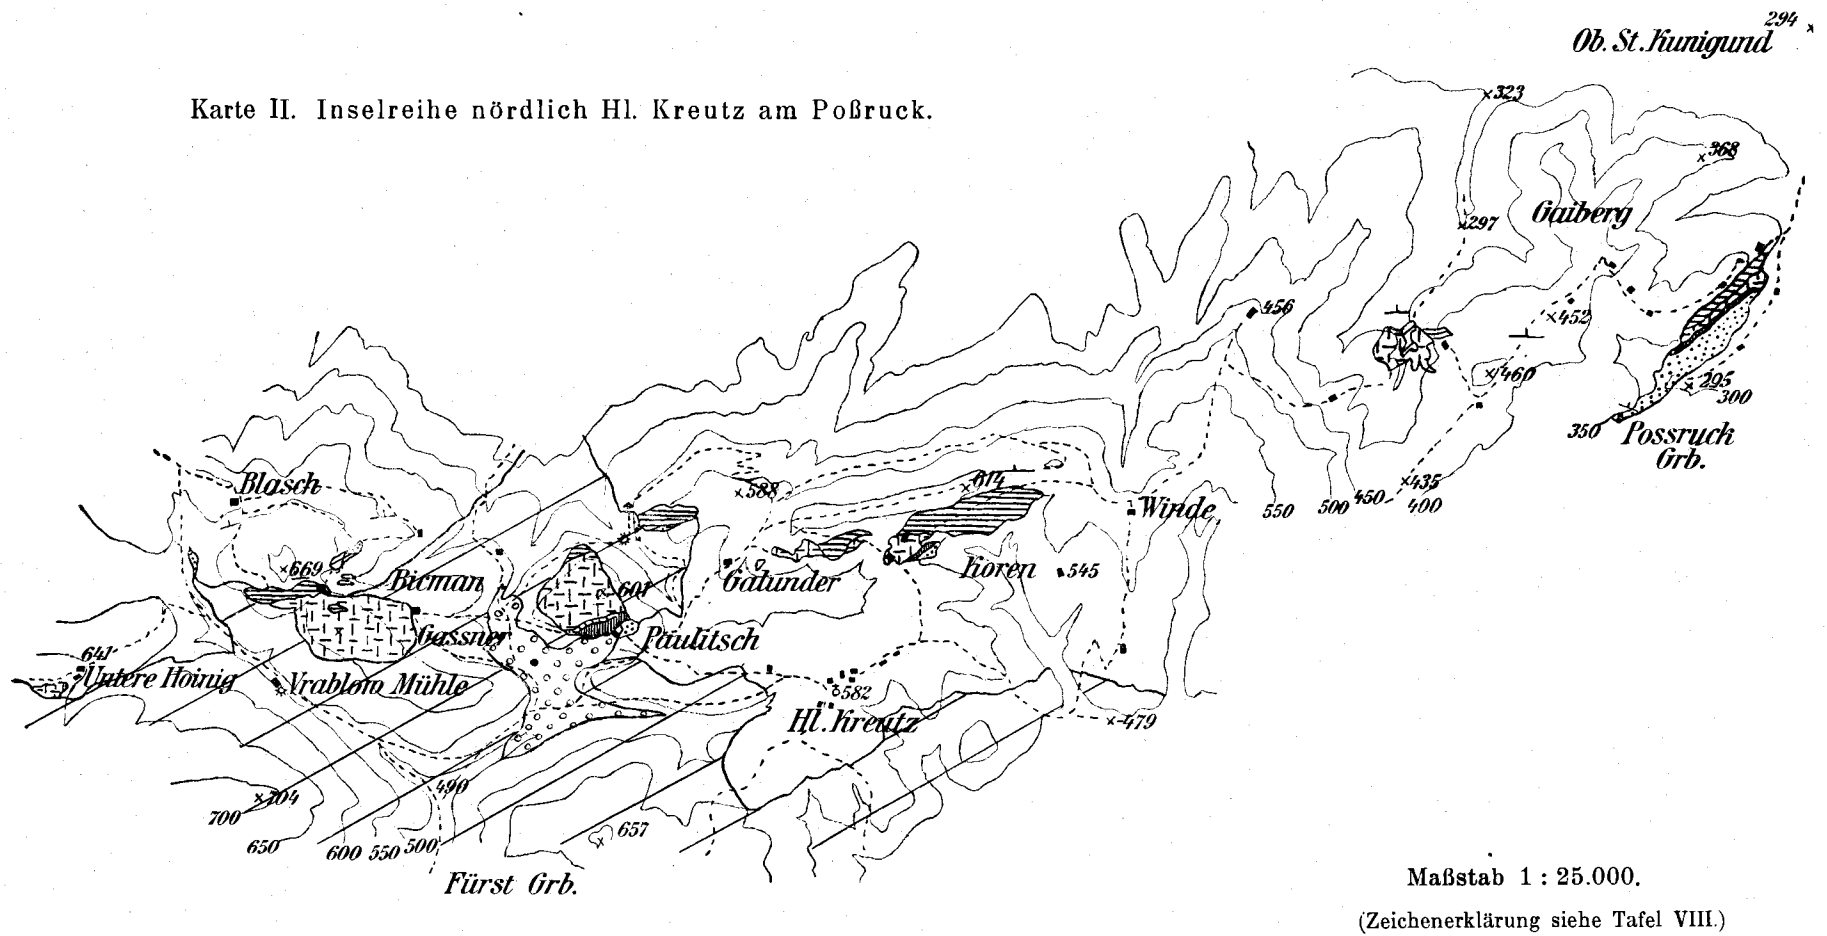 294
Ob. St. Kunigund
Karte II. Inselreihe nördlich Hl. Kreutz am Poßruck.
323
368
297
Gaiberg
456
452
460
295
300
350
Possruck
Grb.
Blasch
588
614
435
Winde
550
500
450
400
669
Bicman
601
Galunder
Koren
545
Gassner
Paulitsch
641
Untere Hoinig
Vrablow Mühle
582
Hl. Kreutz
479
490
704
700
650
600
550
500
657
Fürst Grb.
Maßstab 1 : 25.000.
(Zeichenerklärung siehe Tafel VIII.)